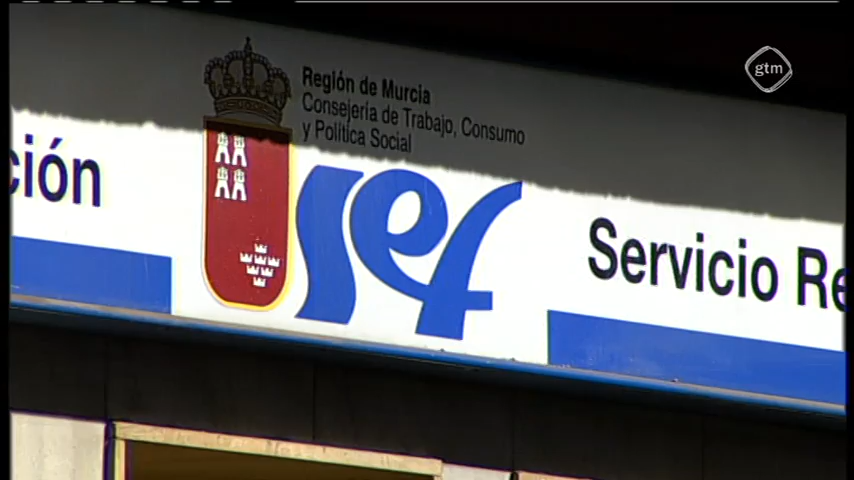 gtm
Región de Murcia
Consejería de Trabajo, Consumo
y Política Social
ción
sef
Servicio Re